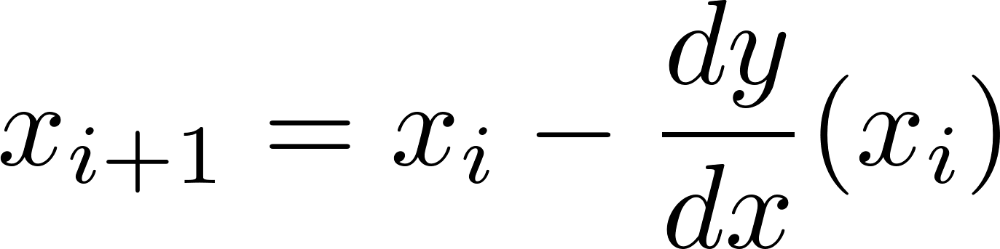 x_{i+1} = x_i - \frac{dy}{dx}(x_i)